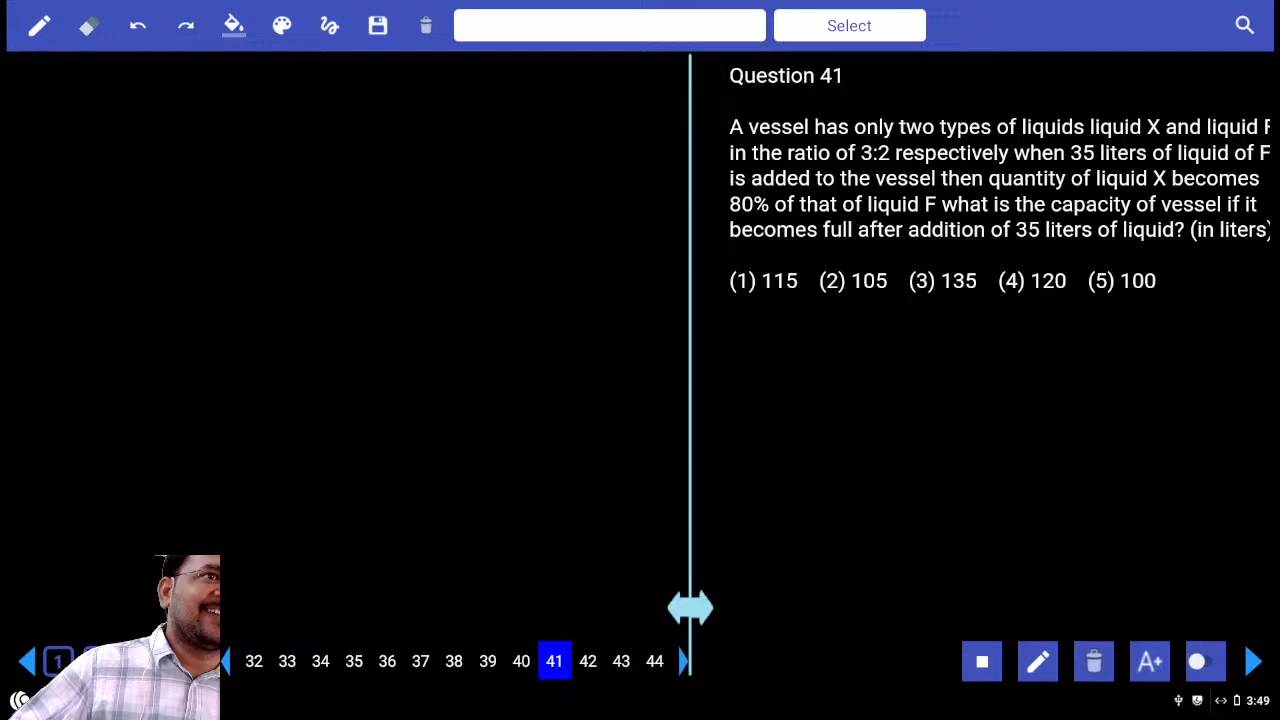 Select
Question 41
A vessel has only two types of liquids liquid X and liquid F
in the ratio of 3:2 respectively when 35 liters of liquid of F
is added to the vessel then quantity of liquid X becomes
80% of that of liquid F what is the capacity of vessel if it
becomes full after addition of 35 liters of liquid? (in liters)
(1) 115 (2) 105 (3) 135 (4) 120 (5) 100
1 32 33 34 35 36 37 38 39 40 41 42 43 44
A+
3:49